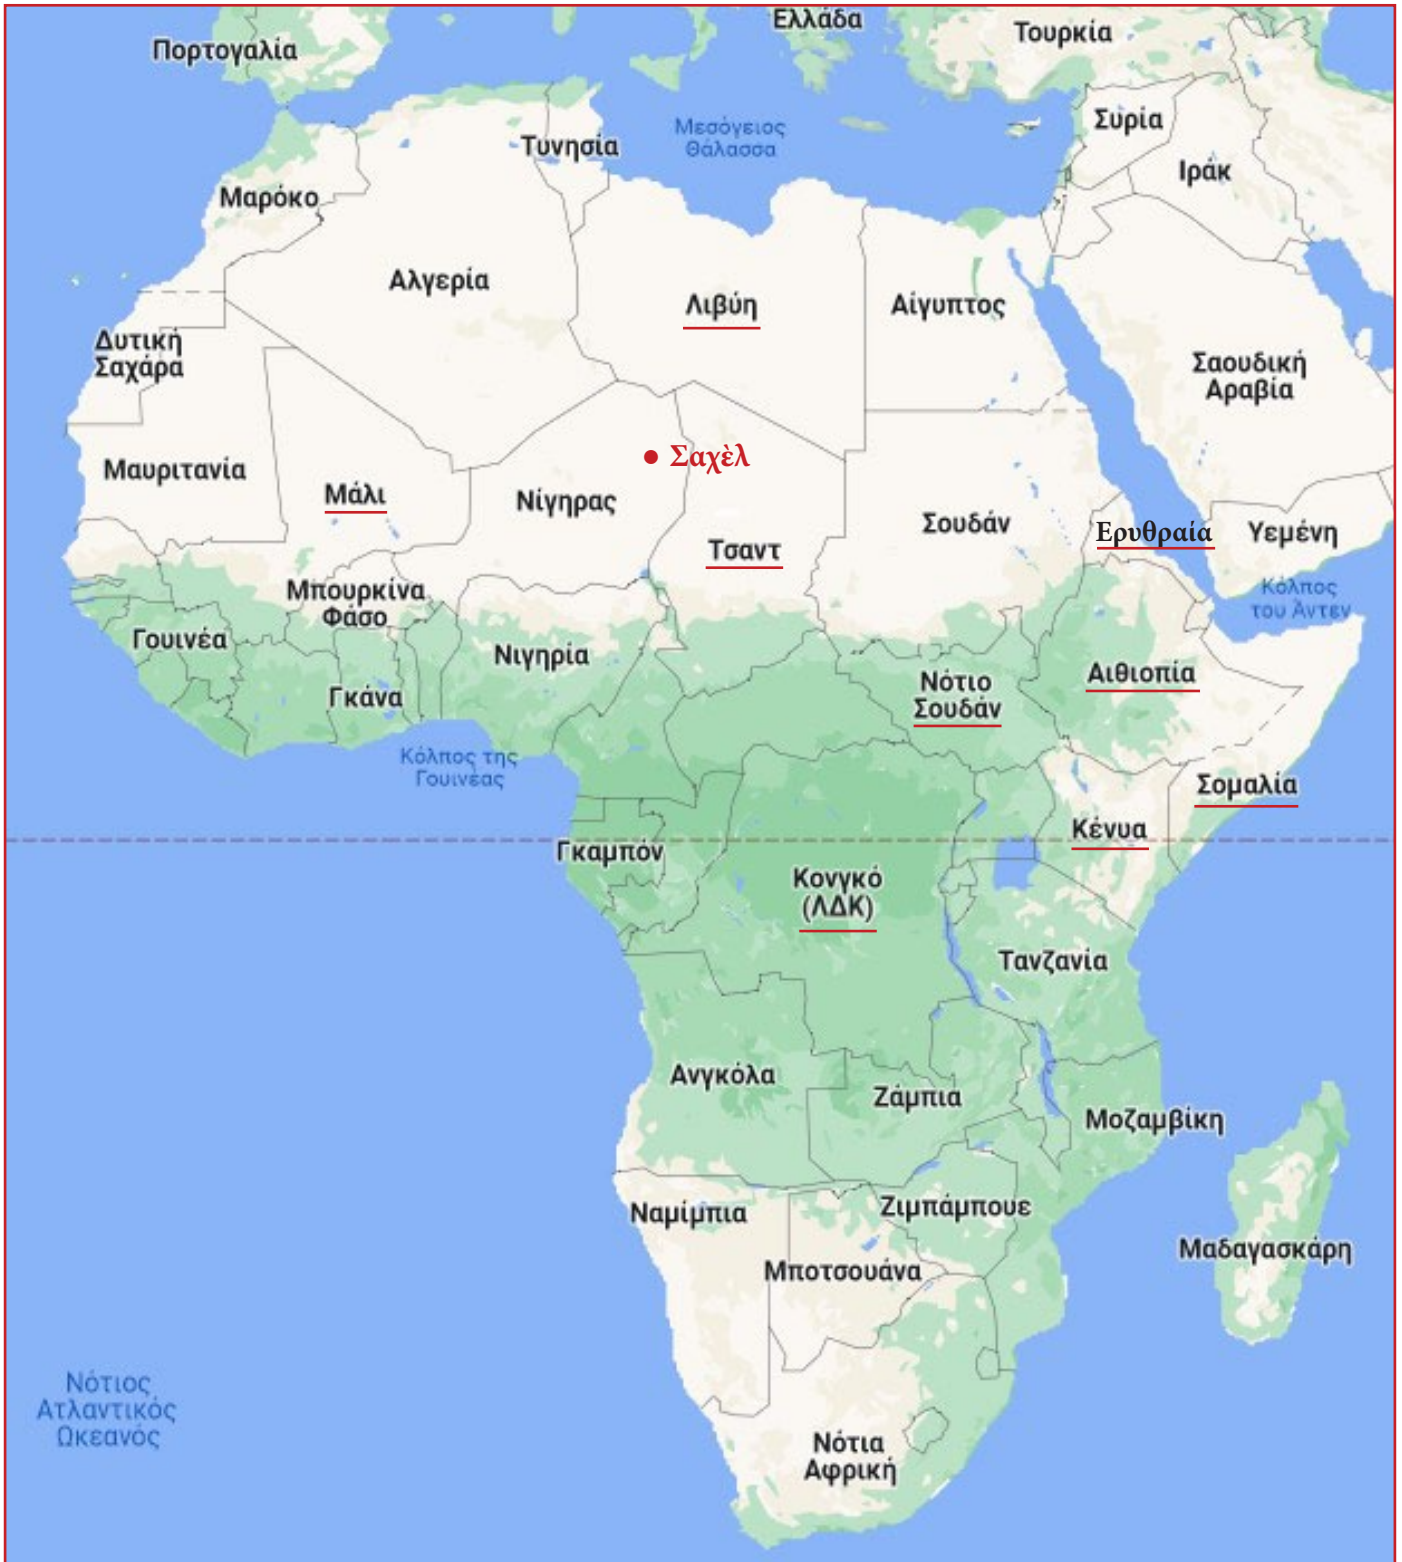 Ελλάδα
Τουρκία
Πορτογαλία
Συρία
Μεσόγειος
Θάλασσα
Τυνησία
Ιράκ
Μαρόκο
Αλγερία
Λιβύη
Αίγυπτος
Δυτική
Σαχάρα
Σαουδική
Αραβία
Μαυριτανία
• Σαχὲλ
Μάλι
Νίγηρας
Σουδάν
Ερυθραία
Υεμένη
Τσαντ
Μπουρκίνα
Φάσο
Κόλπος
του Άντεν
Γουινέα
Νιγηρία
Αιθιοπία
Νότιο
Σουδάν
Γκάνα
Κόλπος της
Γουινέας
Σομαλία
Κένυα
Γκαμπόν
Κονγκό
(ΛΔΚ)
Τανζανία
Ανγκόλα
Ζάμπια
Μοζαμβίκη
Ναμίμπια
Ζιμπάμπουε
Μαδαγασκάρη
Μποτσουάνα
Νότιος
Ατλαντικός
Ωκεανός
Νότια
Αφρική